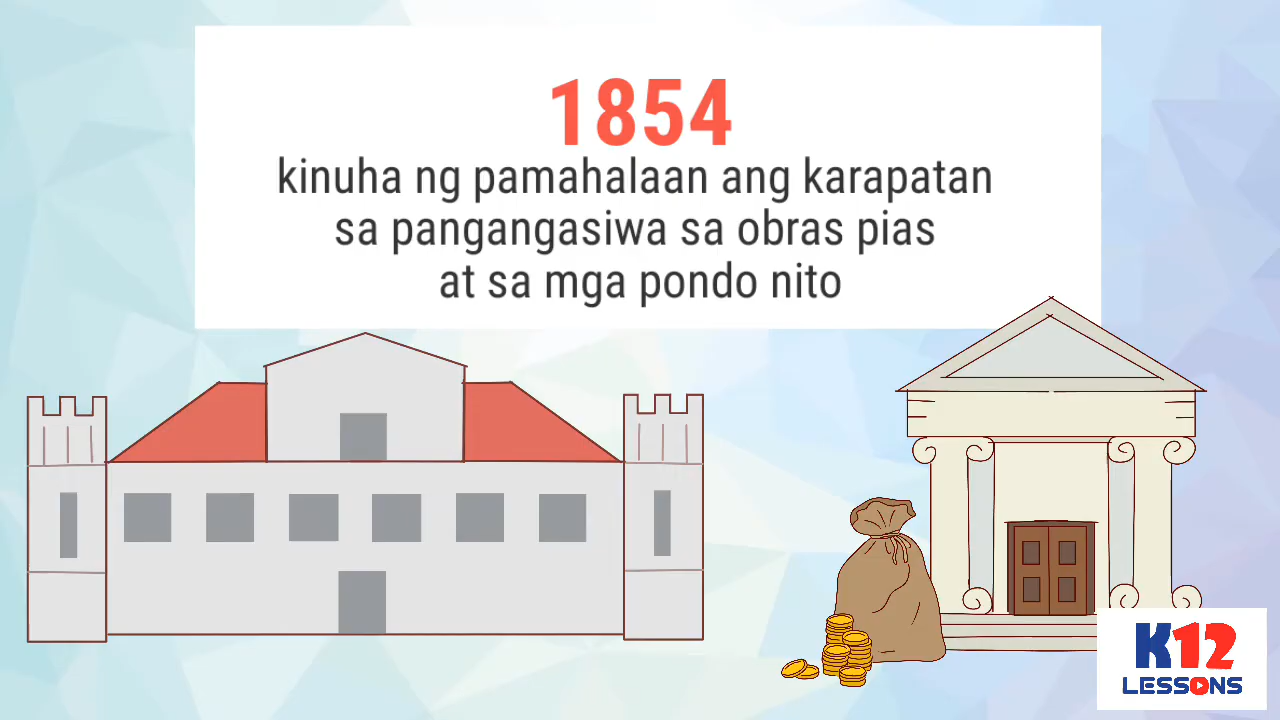 1854
kinuha ng pamahalaan ang karapatan
sa pangangasiwa sa obras pias
at sa mga pondo nito
K12
LESSONS